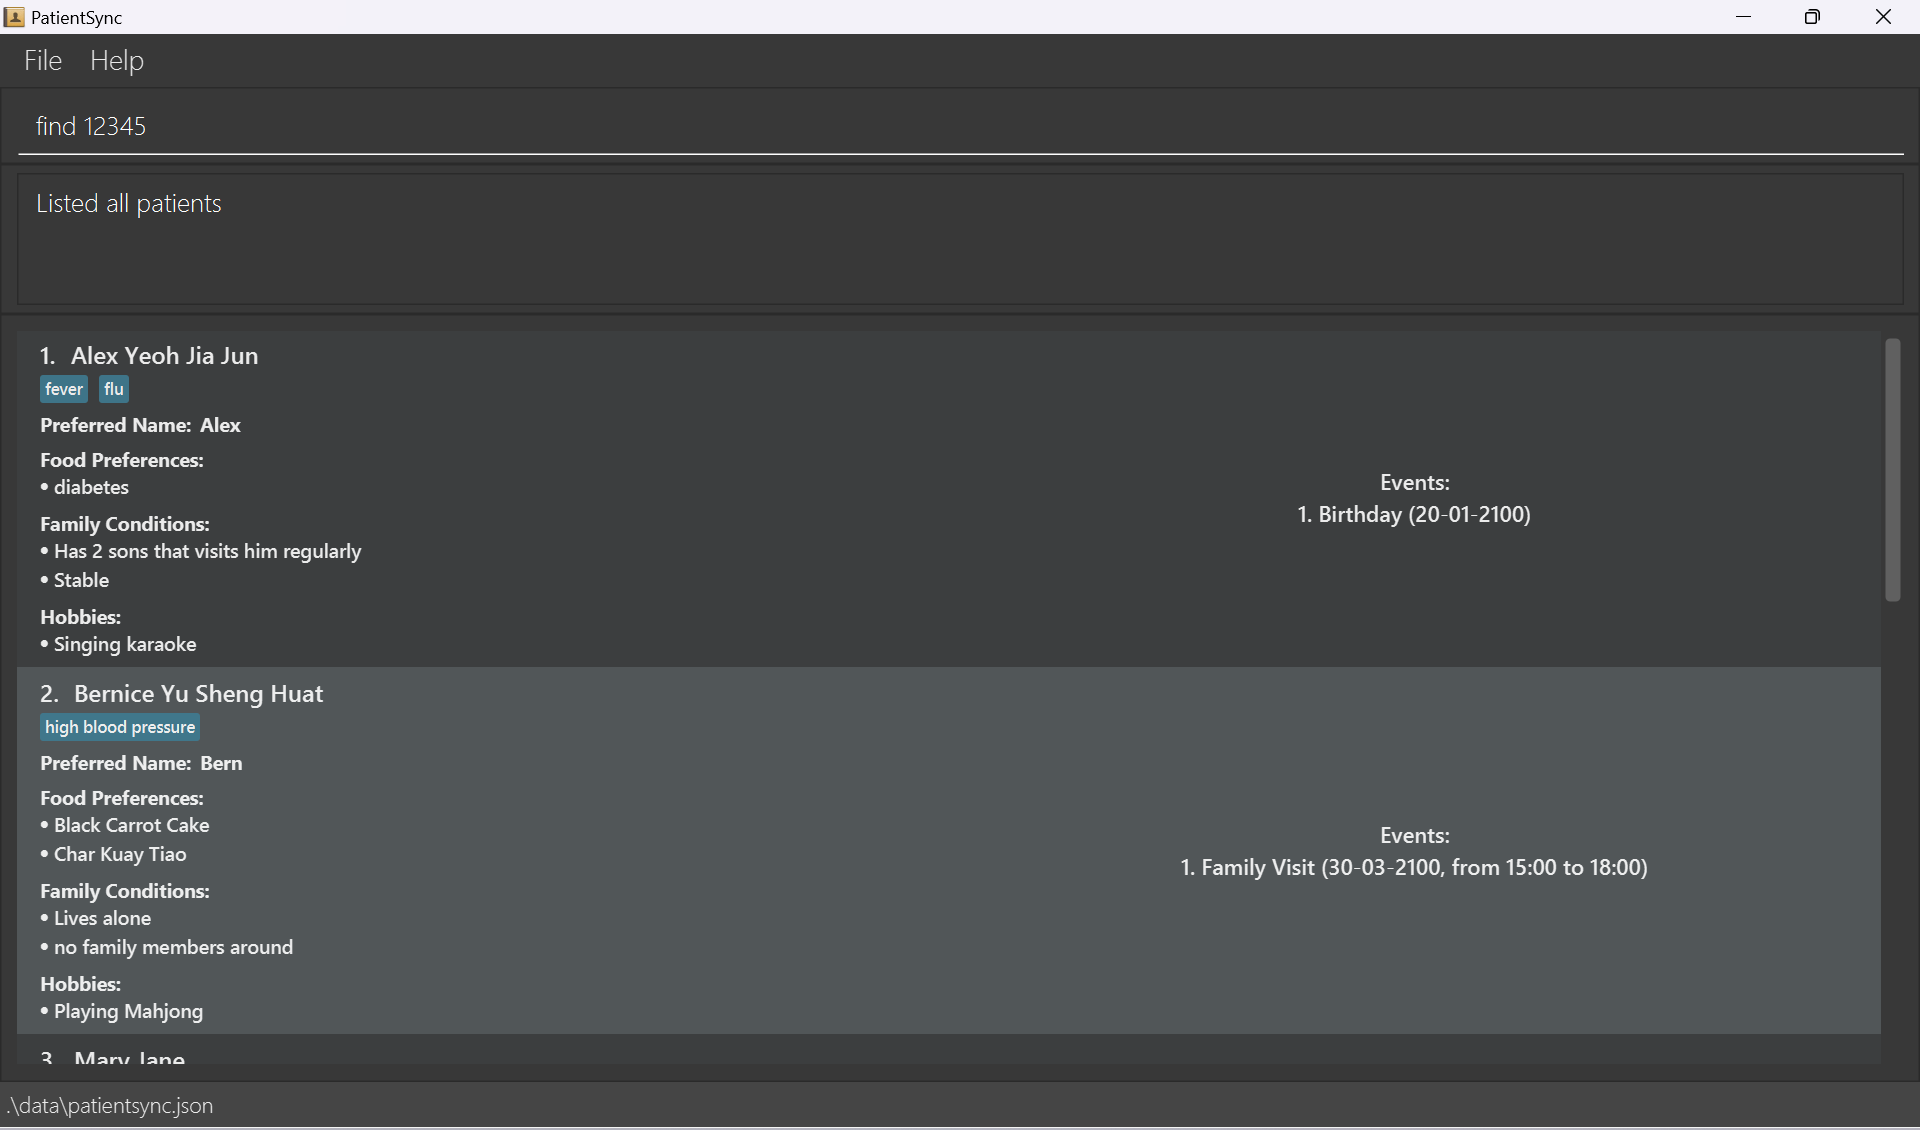 PatientSync
File Help
find 12345
Listed all patients
1. Alex Yeoh Jia Jun
fever flu
Preferred Name: Alex
Food Preferences:
• diabetes
Family Conditions:
• Has 2 sons that visits him regularly
• Stable
Hobbies:
• Singing karaoke
Events:
1. Birthday (20-01-2100)
2. Bernice Yu Sheng Huat
high blood pressure
Preferred Name: Bern
Food Preferences:
• Black Carrot Cake
• Char Kuay Tiao
Family Conditions:
• Lives alone
• no family members around
Hobbies:
• Playing Mahjong
Events:
1. Family Visit (30-03-2100, from 15:00 to 18:00)
3. Mary Jane
.\data\patientsync.json